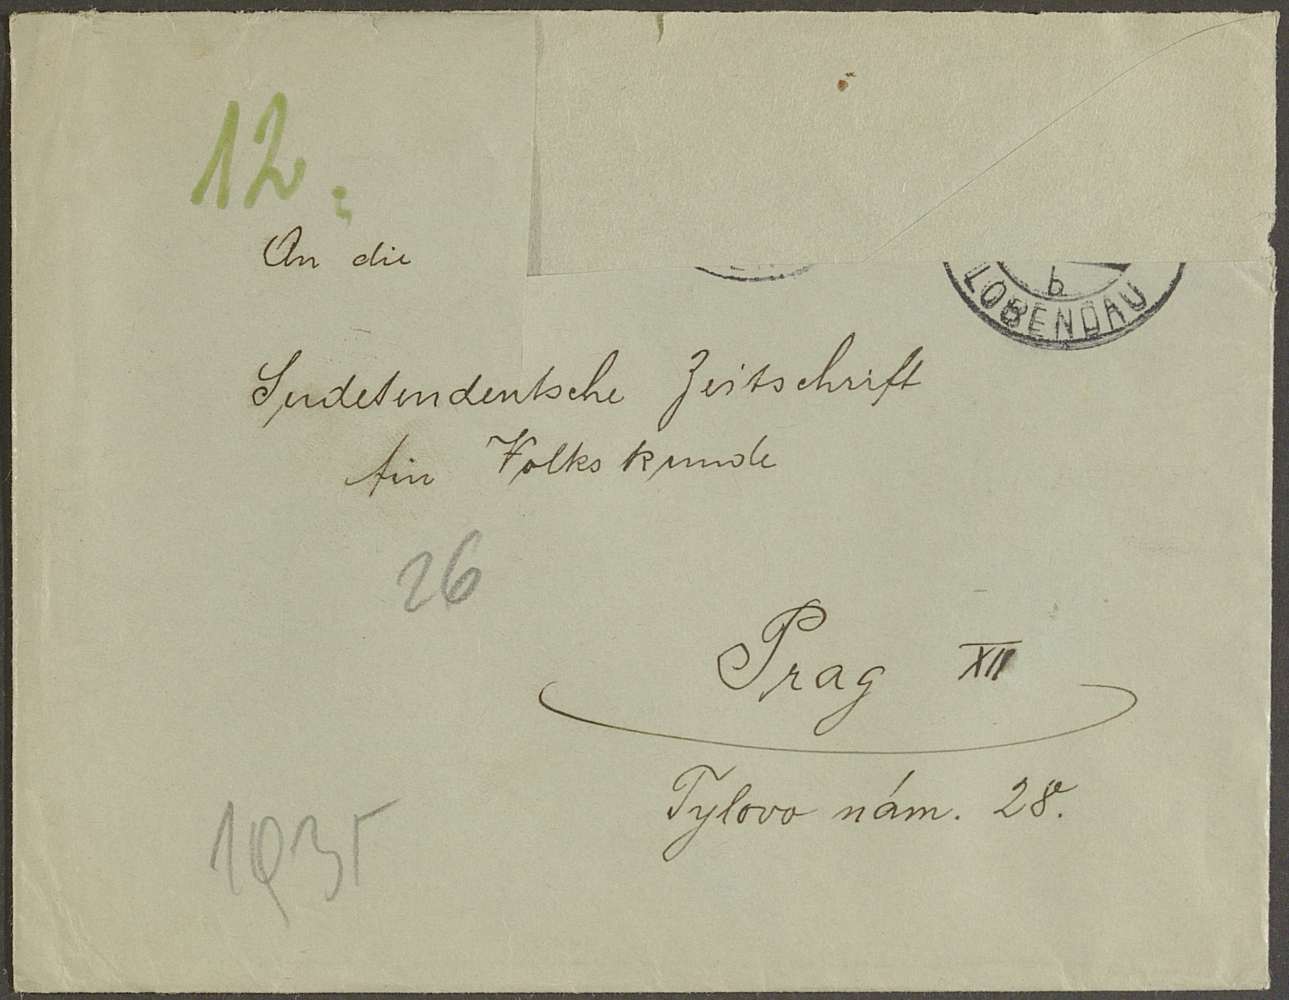 12.
An die
b
LOBENDAU
Sudetendeutsche Zeitschrift
für Volkskunde
26
Prag XII
Tylovo nám. 28.
1935